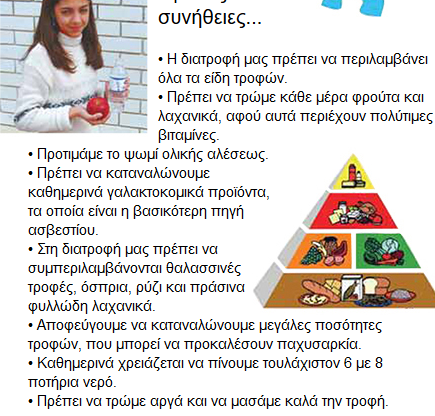 συνήθειες...
• Η διατροφή μας πρέπει να περιλαμβάνει
όλα τα είδη τροφών.
• Πρέπει να τρώμε κάθε μέρα φρούτα και
λαχανικά, αφού αυτά περιέχουν πολύτιμες
βιταμίνες.
• Προτιμάμε το ψωμί ολικής αλέσεως.
• Πρέπει να καταναλώνουμε
καθημερινά γαλακτοκομικά προϊόντα,
τα οποία είναι η βασικότερη πηγή
ασβεστίου.
• Στη διατροφή μας πρέπει να
συμπεριλαμβάνονται θαλασσινές
τροφές, όσπρια, ρύζι και πράσινα
φυλλώδη λαχανικά.
• Αποφεύγουμε να καταναλώνουμε μεγάλες ποσότητες
τροφών, που μπορεί να προκαλέσουν παχυσαρκία.
• Καθημερινά χρειάζεται να πίνουμε τουλάχιστον 6 με 8
ποτήρια νερό.
• Πρέπει να τρώμε αργά και να μασάμε καλά την τροφή.